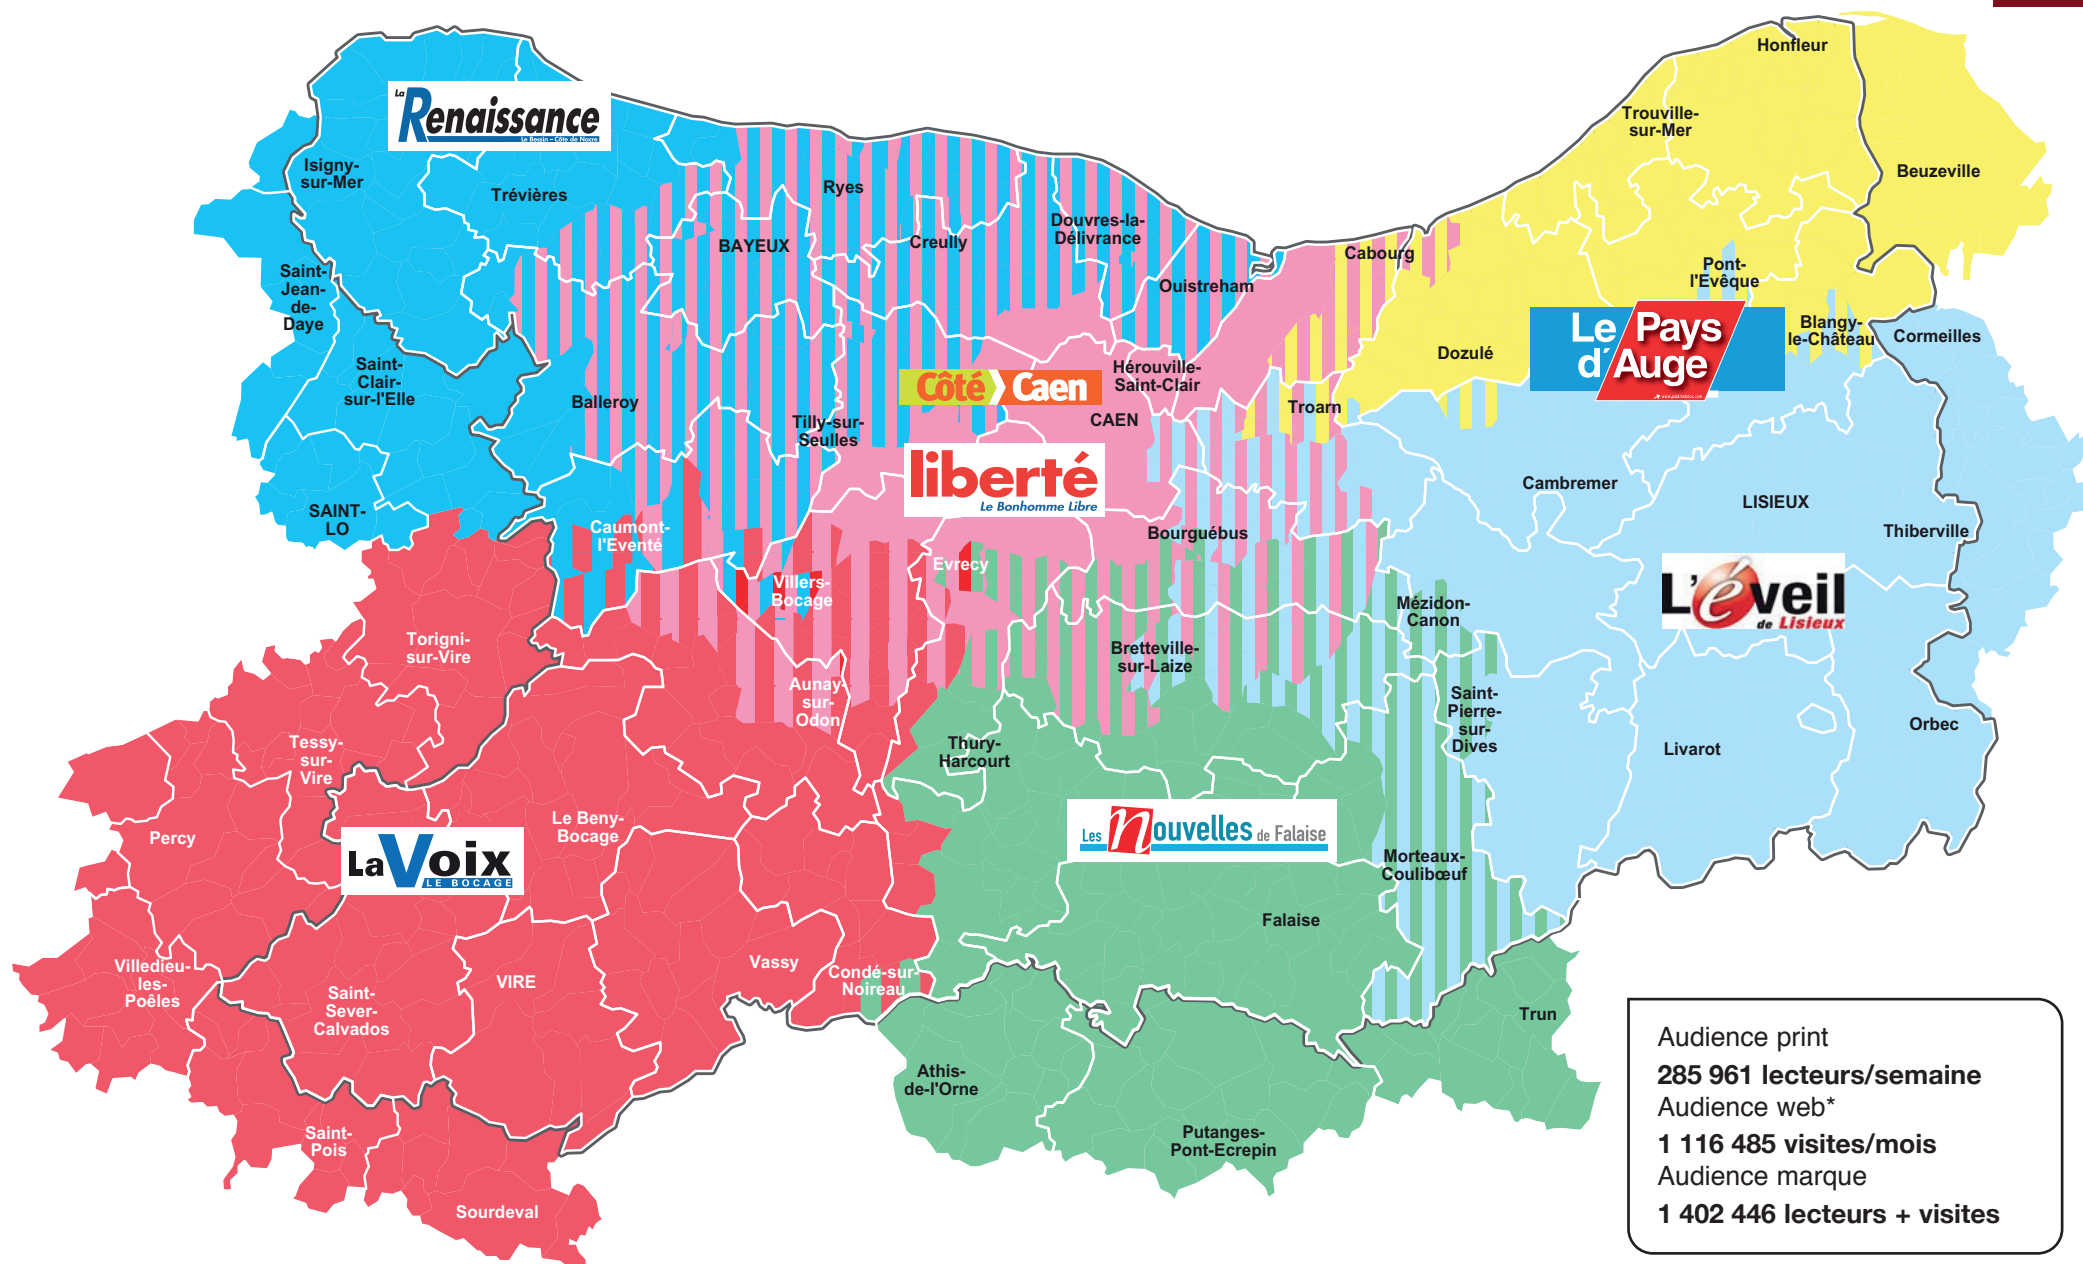 Honfleur
La Renaissance
Le Bessin - Côte de Nacre
Trouville-
sur-Mer
Isigny-
sur-Mer
Trévières
Ryes
Beuzeville
BAYEUX
Creully
Douvres-la-
Délivrance
Cabourg
Saint-
Jean-
de-
Daye
Ouistreham
Pont-
l'Evêque
Le Pays
d'Auge
Blangy-
le-Château
Cormeilles
Dozulé
Saint-
Clair-
sur-l'Elle
Balleroy
Côté Caen
Hérouville-
Saint-Clair
CAEN
Troarn
Tilly-sur-
Seulles
liberté
Le Bonhomme Libre
Cambremer
LISIEUX
Thiberville
SAINT-
LO
Caumont-
l'Eventé
Bourguébus
Evrecy
Villers-
Bocage
L'éveil
de Lisieux
Mézidon-
Canon
Torigni-
sur-Vire
Bretteville-
sur-Laize
Aunay-
sur-
Odon
Saint-
Pierre-
sur-
Dives
Orbec
Livarot
Tessy-
sur-
Vire
Thury-
Harcourt
Percy
Le Beny-
Bocage
La Voix
LE BOCAGE
Les Nouvelles de Falaise
Morteaux-
Coulibœuf
Falaise
Villedieu-
les-
Poêles
Saint-
Sever-
Calvados
VIRE
Vassy
Condé-sur-
Noireau
Trun
Athis-
de-l'Orne
Saint-
Pois
Putanges-
Pont-Ecrepin
Sourdeval
Audience print
285 961 lecteurs/semaine
Audience web*
1 116 485 visites/mois
Audience marque
1 402 446 lecteurs + visites